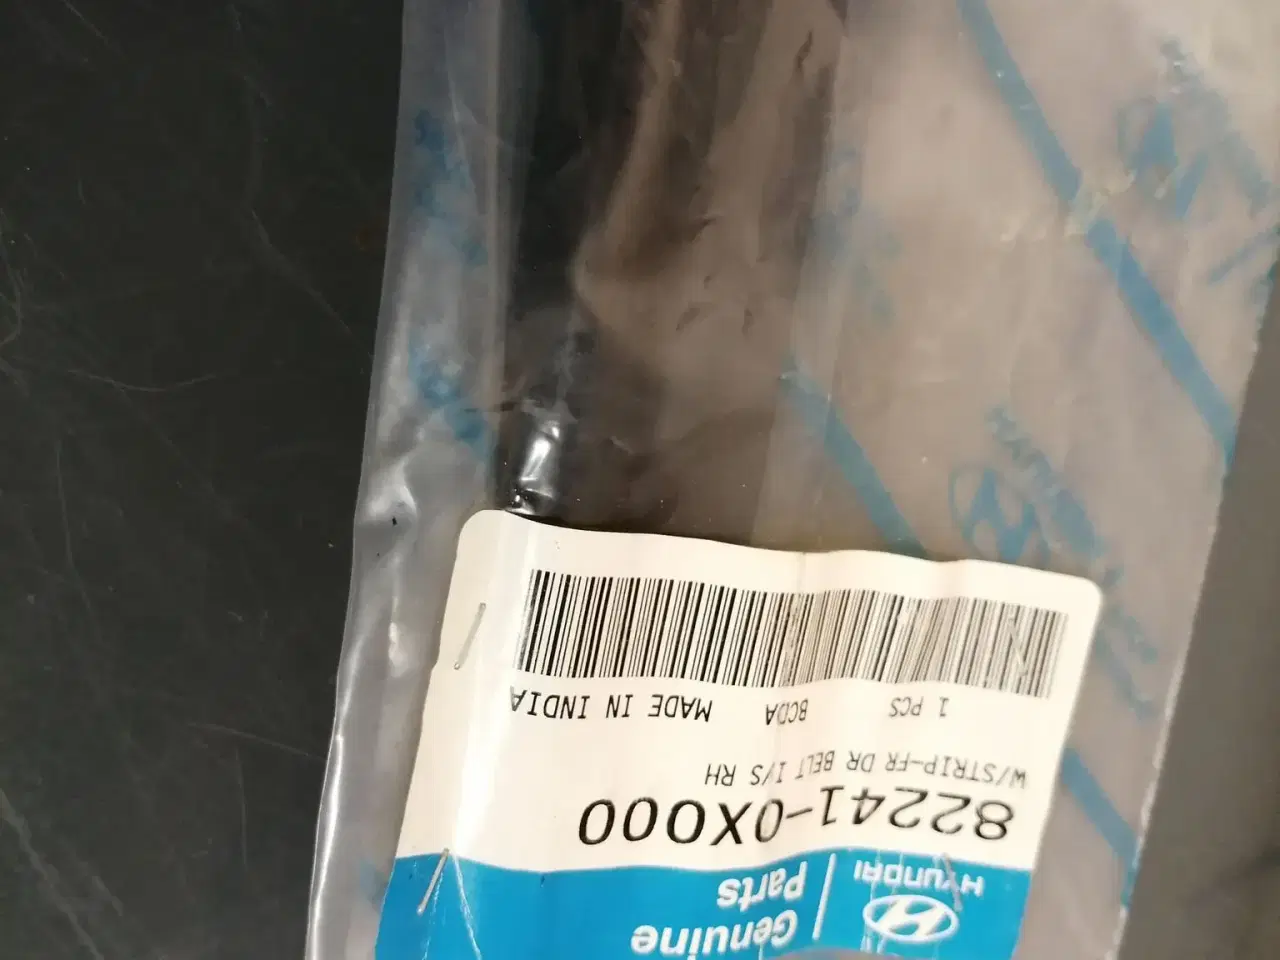 HYUNDAI
Genuine
Parts
82241-0X000
W/STRIP-FR DR BELT I/S RH
1 PCS BCDA MADE IN INDIA